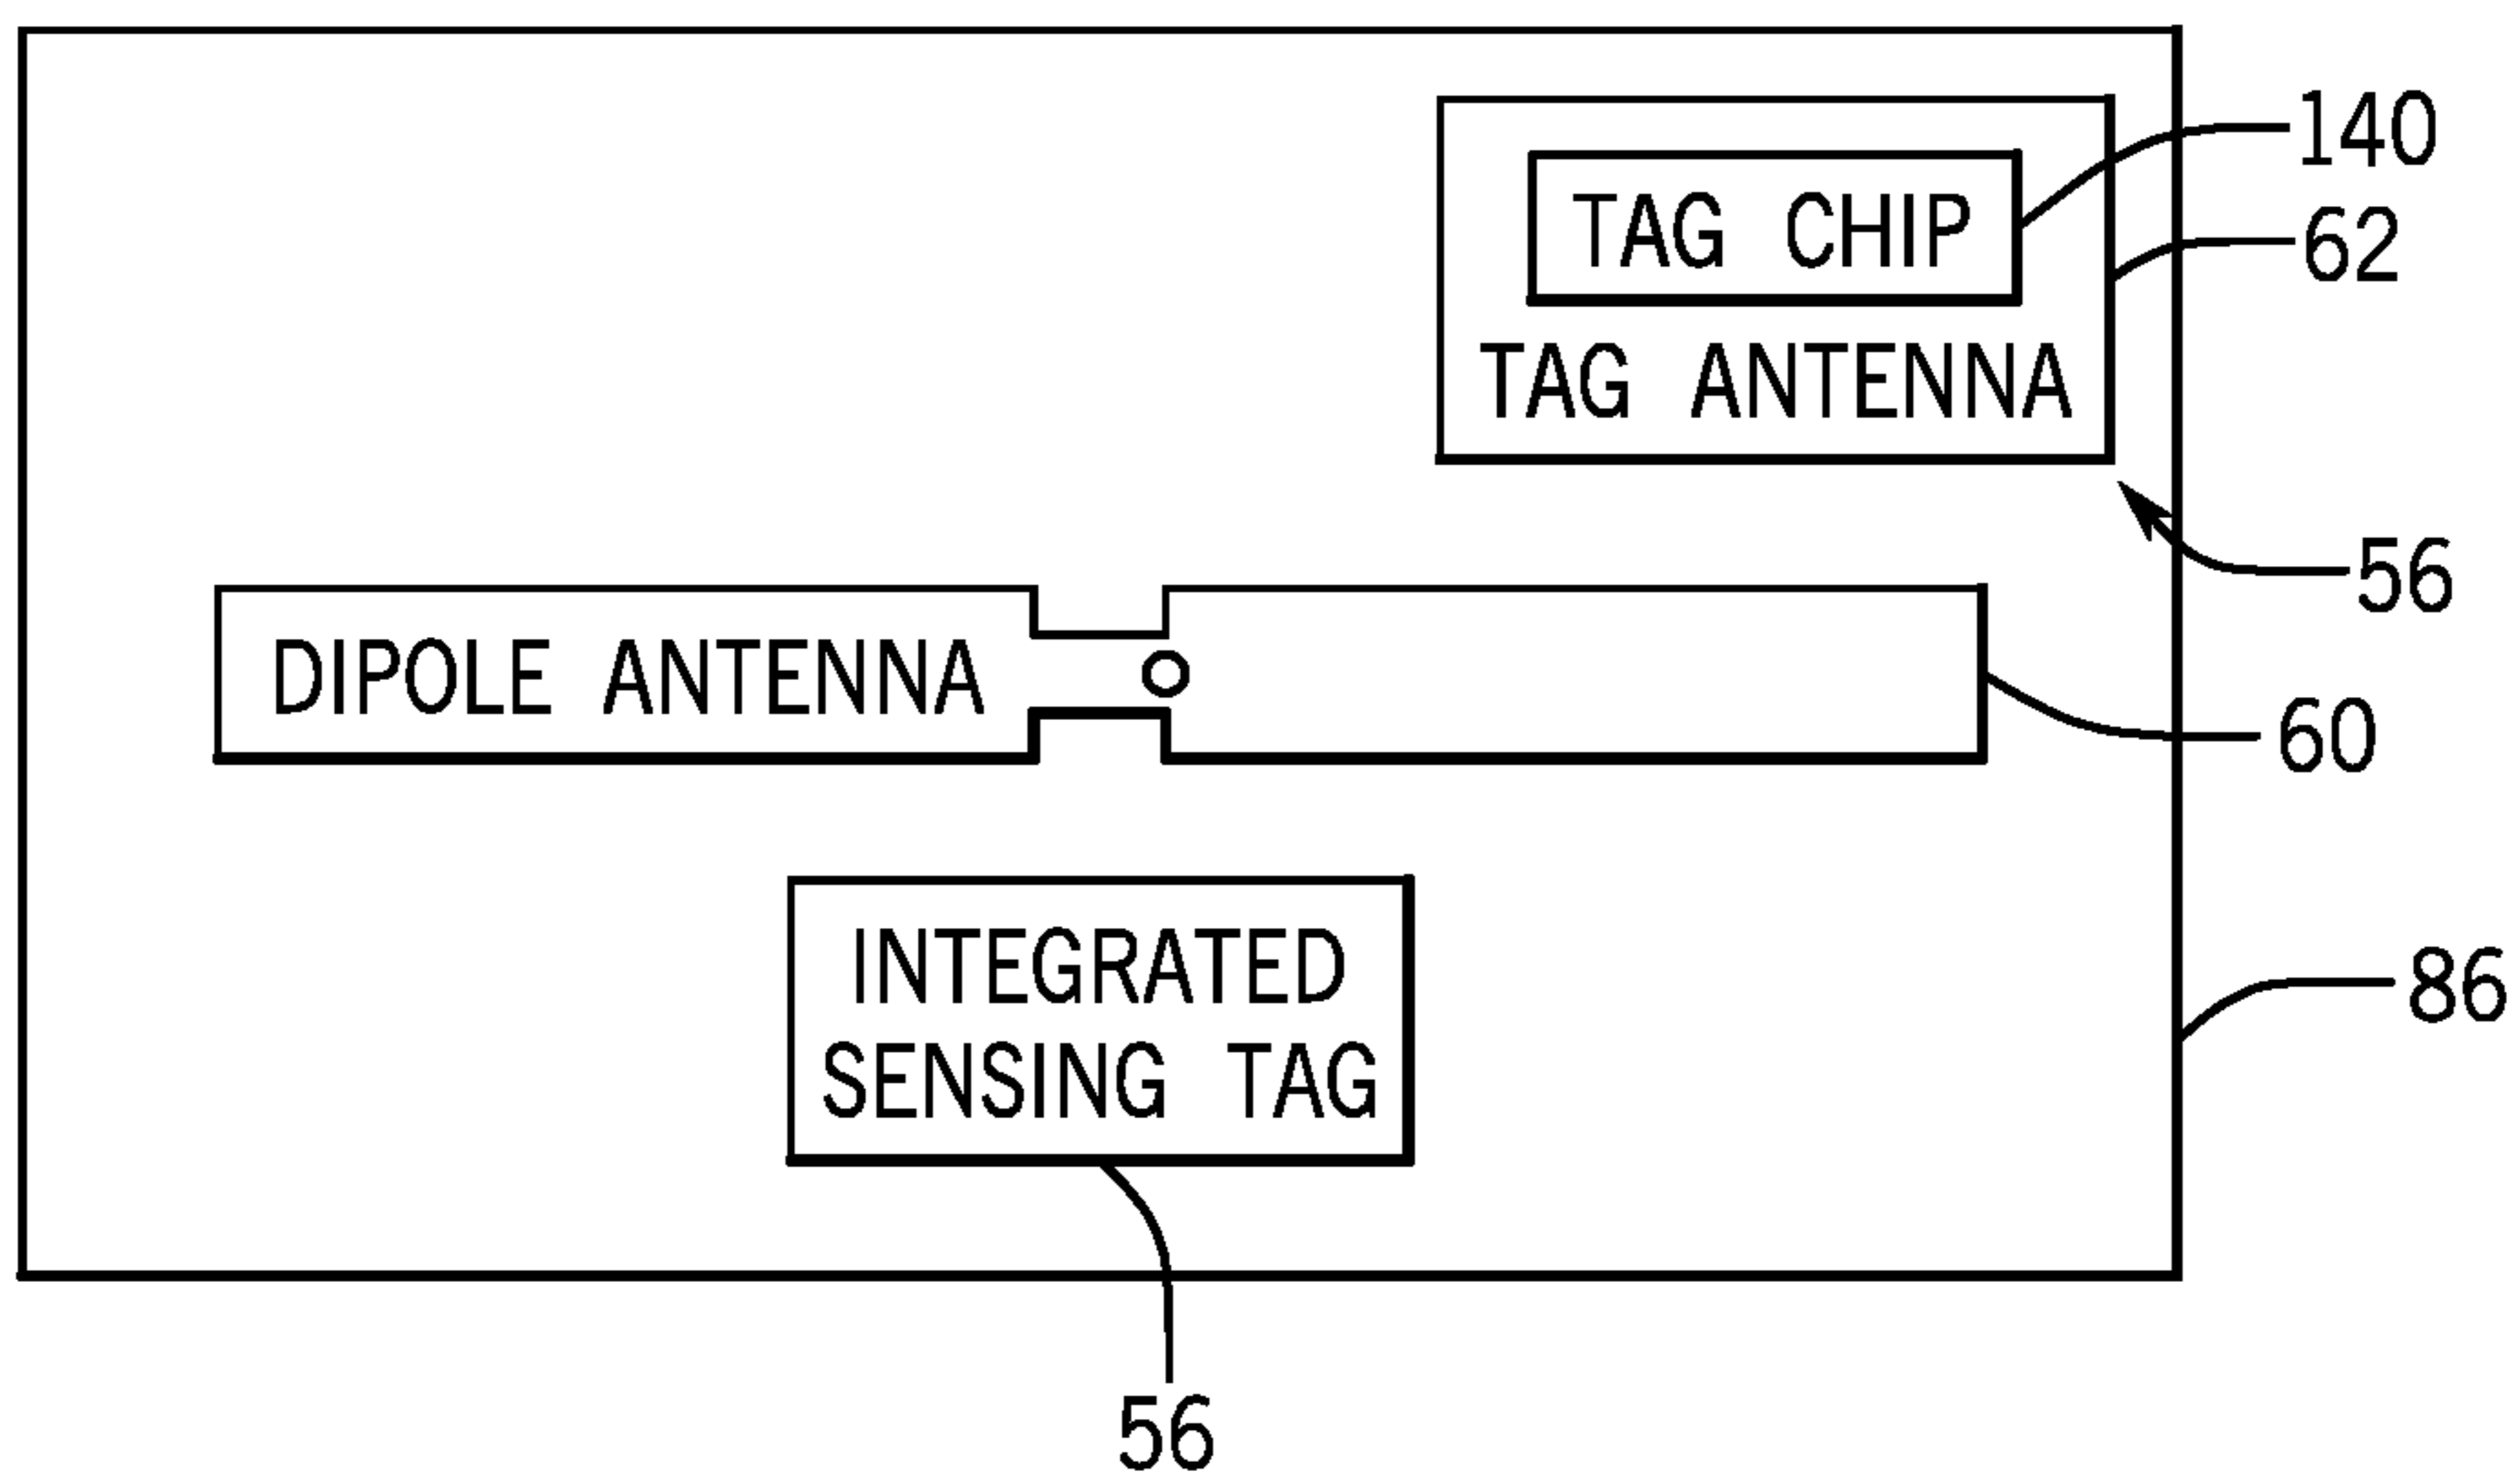 140
TAG CHIP
62
TAG ANTENNA
56
DIPOLE ANTENNA
60
INTEGRATED
SENSING TAG
86
56